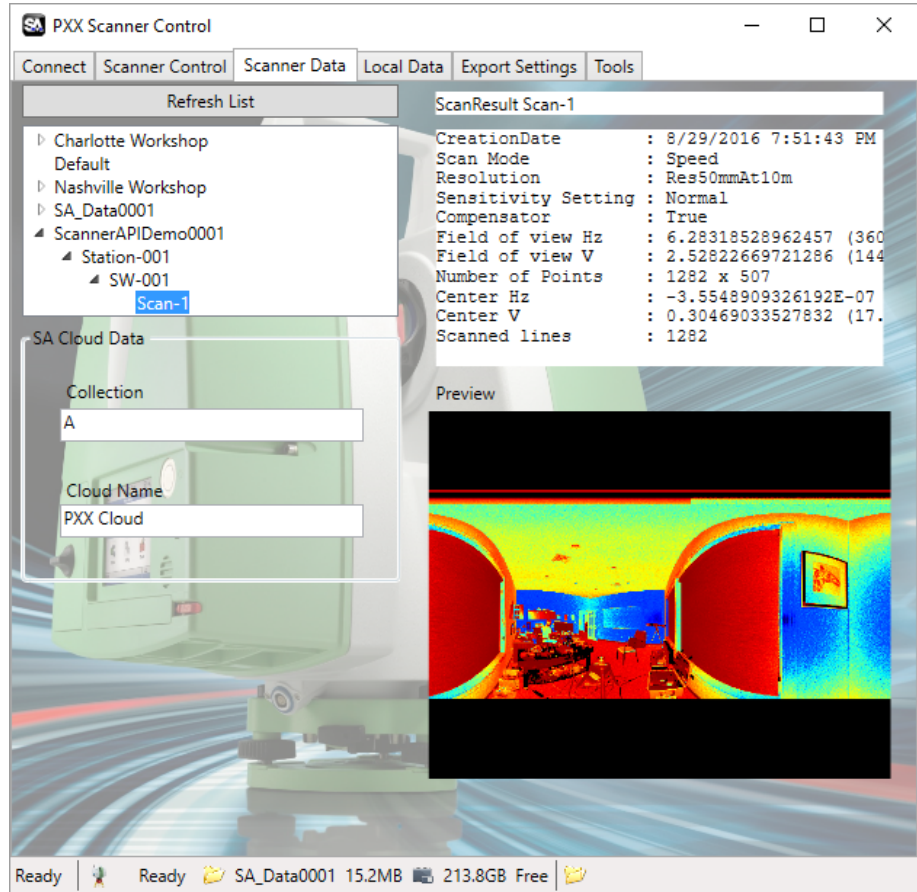 SA PXX Scanner Control
Connect Scanner Control Scanner Data Local Data Export Settings Tools
Refresh List
Charlotte Workshop
Default
Nashville Workshop
SA_Data0001
ScannerAPIDemo0001
Station-001
SW-001
Scan-1
SA Cloud Data
Collection
A
Cloud Name
PXX Cloud
ScanResult Scan-1
CreationDate : 8/29/2016 7:51:43 PM
Scan Mode : Speed
Resolution : Res50mmAt10m
Sensitivity Setting : Normal
Compensator : True
Field of view Hz : 6.28318528962457 (360
Field of view V : 2.52822669721286 (144
Number of Points : 1282 x 507
Center Hz : -3.5548909326192E-07
Center V : 0.30469033527832 (17.
Scanned lines : 1282
Preview
Ready Ready SA_Data0001 15.2MB 213.8GB Free